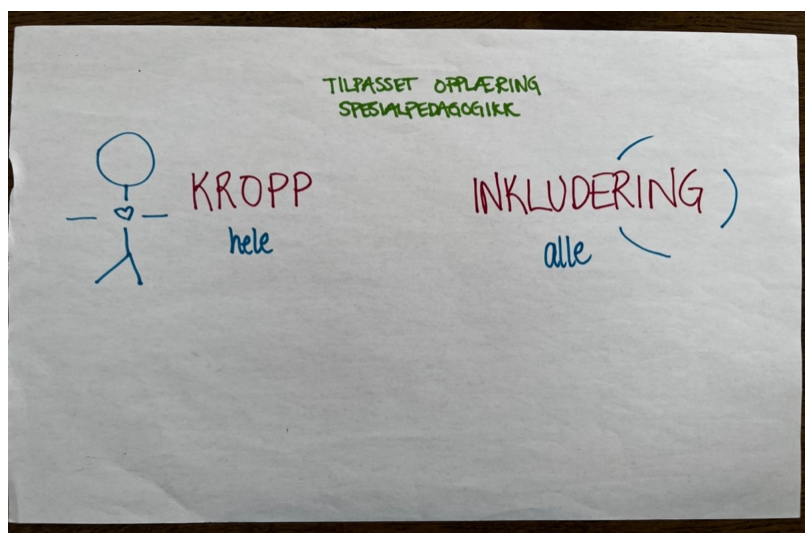 TILPASSET OPPLÆRING
SPESIALPEDAGOGIKK
KROPP
hele
INKLUDERING
alle